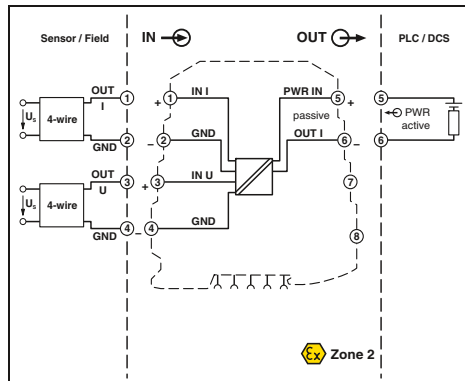 Sensor / Field
IN
OUT
PLC / DCS
OUT
I
1
+
1
IN I
PWR IN
5
+
5
Us
4-wire
passive
PWR
active
GND
2
–
2
GND
OUT I
6
–
6
OUT
U
3
+
3
IN U
7
Us
4-wire
GND
4
–
4
GND
8
Ex
Zone 2